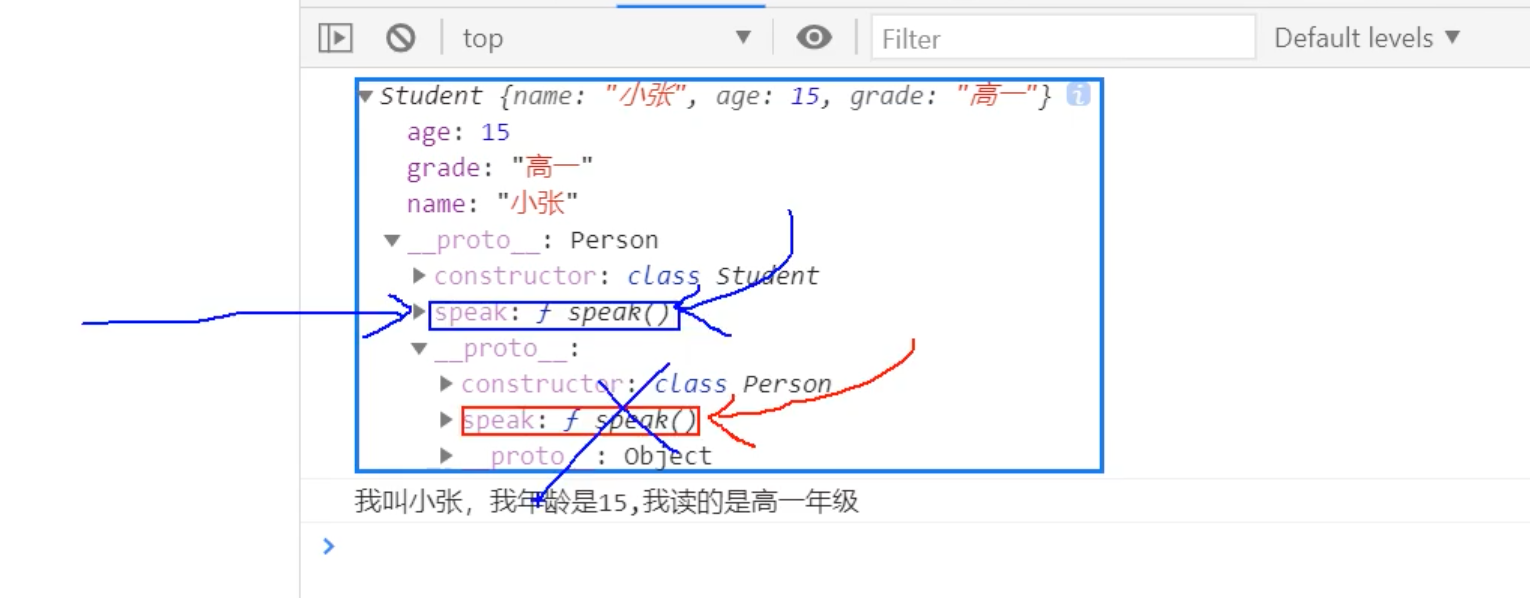 top
Filter
Default levels
Student {name: "小张", age: 15, grade: "高一"}
age: 15
grade: "高一"
name: "小张"
__proto__: Person
constructor: class Student
speak: ƒ speak()
__proto__:
constructor: class Person
speak: ƒ speak()
__proto__: Object
我叫小张，我年龄是15,我读的是高一年级